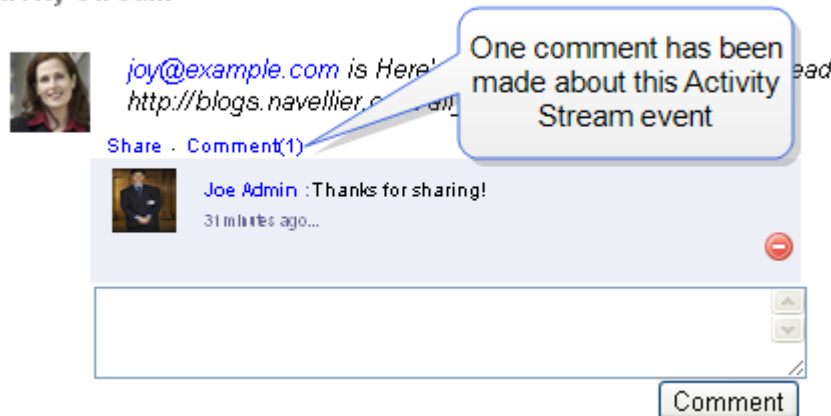 One comment has been
made about this Activity
Stream event
joy@example.com is Here'
http://blogs.navellier.
Share . Comment(1)
Joe Admin :Thanks for sharing!
31 minutes ago...
Comment